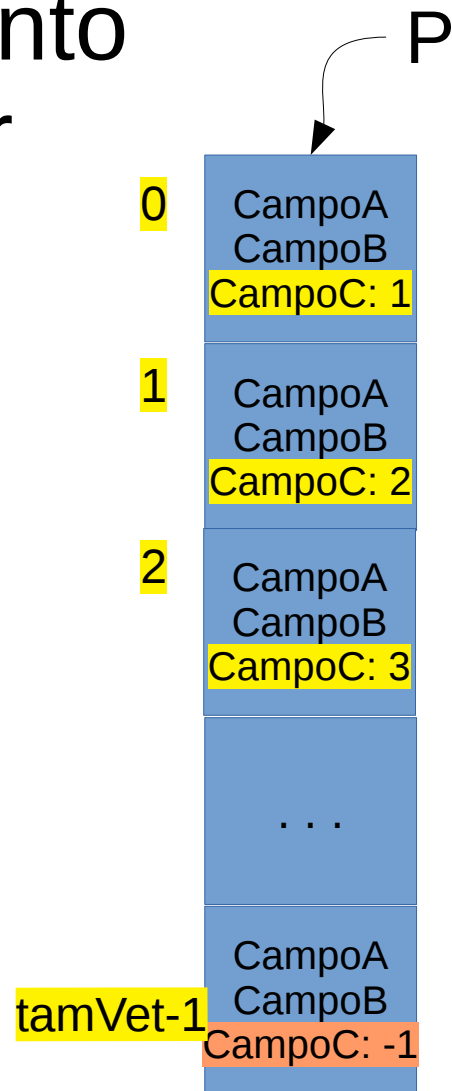 nto
r
P
0
CampoA
CampoB
CampoC: 1
1
CampoA
CampoB
CampoC: 2
2
CampoA
CampoB
CampoC: 3
. . .
CampoA
CampoB
tamVet-1
CampoC: -1